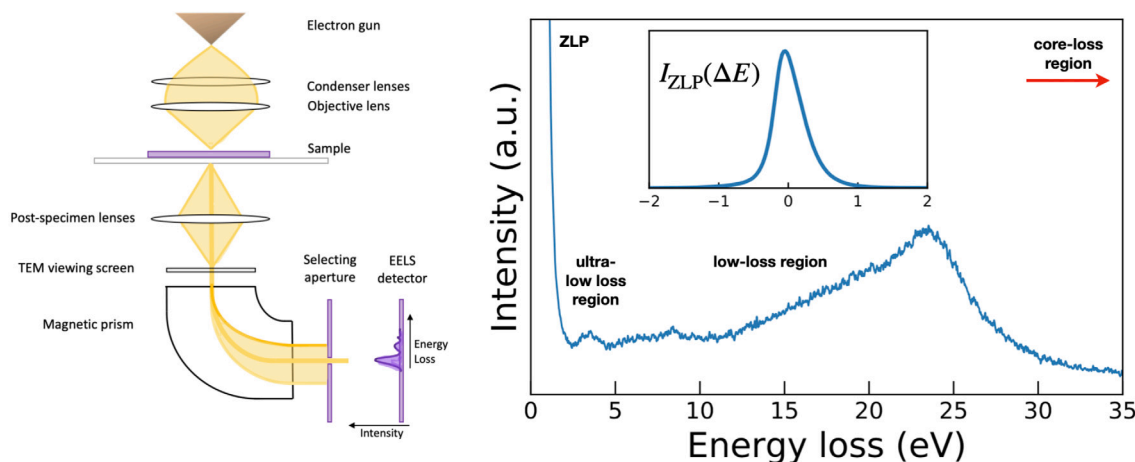 Electron gun
Condenser lenses
Objective lens
Sample
Post-specimen lenses
TEM viewing screen
Magnetic prism
Selecting
aperture
EELS
detector
Energy
Loss
Intensity
Intensity (a.u.)
ZLP
I_ZLP(ΔE)
−2 −1 0 1 2
core-loss
region
ultra-
low loss
region
low-loss region
0 5 10 15 20 25 30 35
Energy loss (eV)